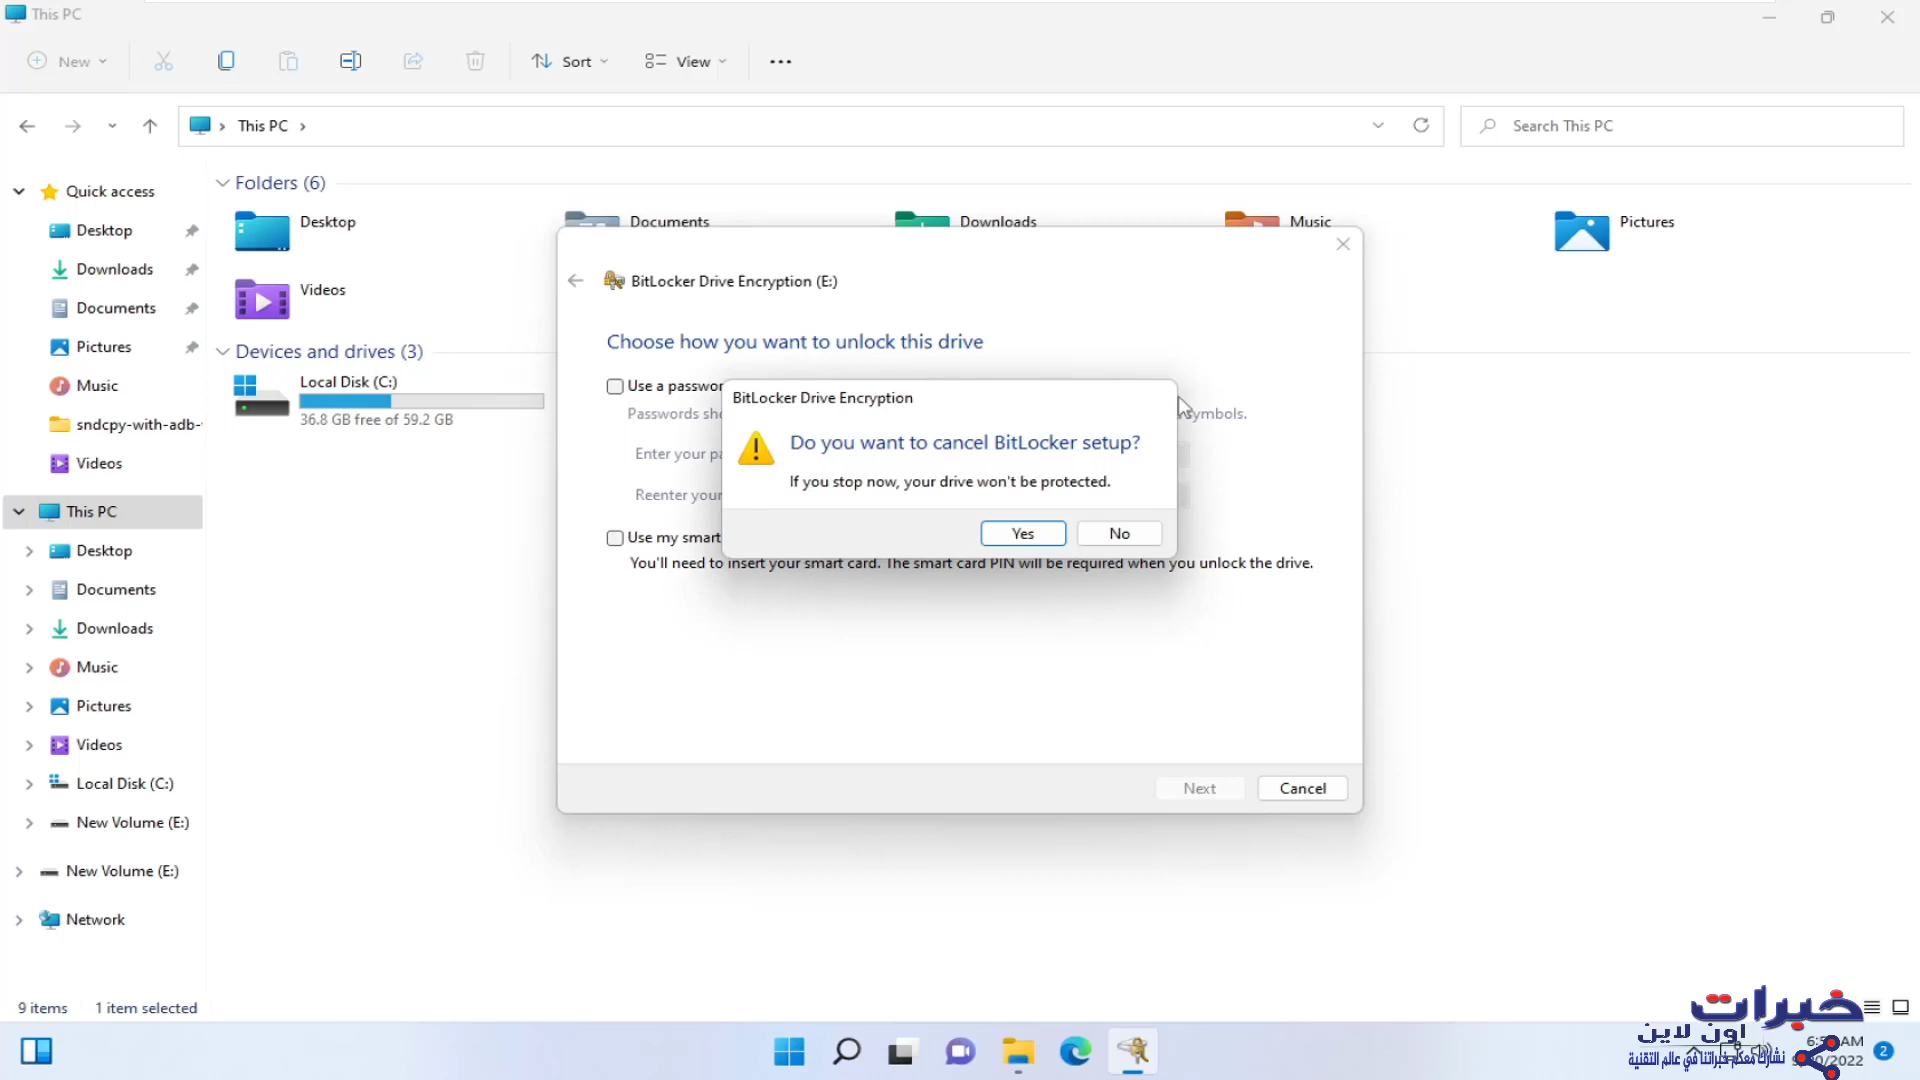 This PC
New
Sort
View
This PC
Search This PC
Quick access
Desktop
Downloads
Documents
Pictures
Music
sndcpy-with-adb-
Videos
This PC
Desktop
Documents
Downloads
Music
Pictures
Videos
Local Disk (C:)
New Volume (E:)
New Volume (E:)
Network
Folders (6)
Desktop
Documents
Downloads
Music
Pictures
Videos
Devices and drives (3)
Local Disk (C:)
36.8 GB free of 59.2 GB
BitLocker Drive Encryption (E:)
Choose how you want to unlock this drive
Use a passwor
Passwords sh
symbols.
Enter your pa
Reenter your
Use my smart
You'll need to insert your smart card. The smart card PIN will be required when you unlock the drive.
Next
Cancel
BitLocker Drive Encryption
Do you want to cancel BitLocker setup?
If you stop now, your drive won't be protected.
Yes
No
9 items
1 item selected
خبرات
اون لاين
نشارك معكم خبراتنا في عالم التقنية
AM
2022
2